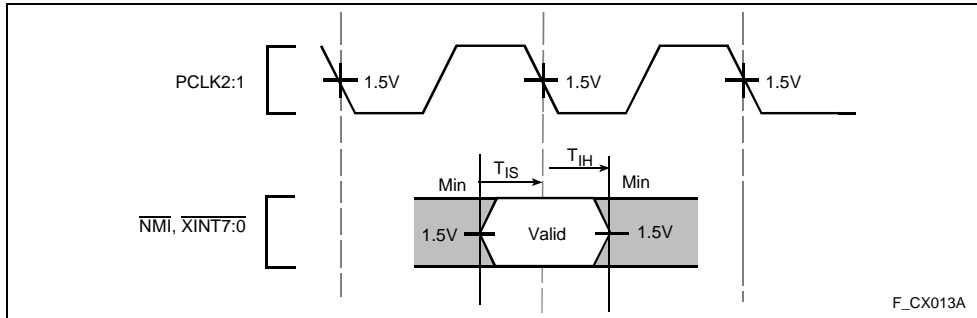 PCLK2:1
1.5V
1.5V
1.5V
T_IS
T_IH
Min
Min
NMI, XINT7:0
1.5V
Valid
1.5V
F_CX013A